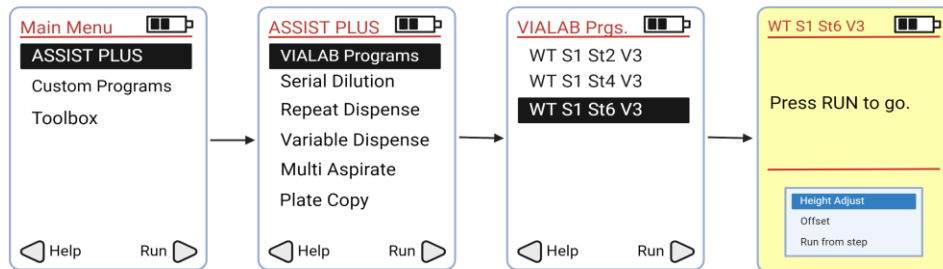 Main Menu
ASSIST PLUS
Custom Programs
Toolbox
Help
Run
ASSIST PLUS
VIALAB Programs
Serial Dilution
Repeat Dispense
Variable Dispense
Multi Aspirate
Plate Copy
Help
Run
VIALAB Prgs.
WT S1 St2 V3
WT S1 St4 V3
WT S1 St6 V3
Help
Run
WT S1 St6 V3
Press RUN to go.
Height Adjust
Offset
Run from step